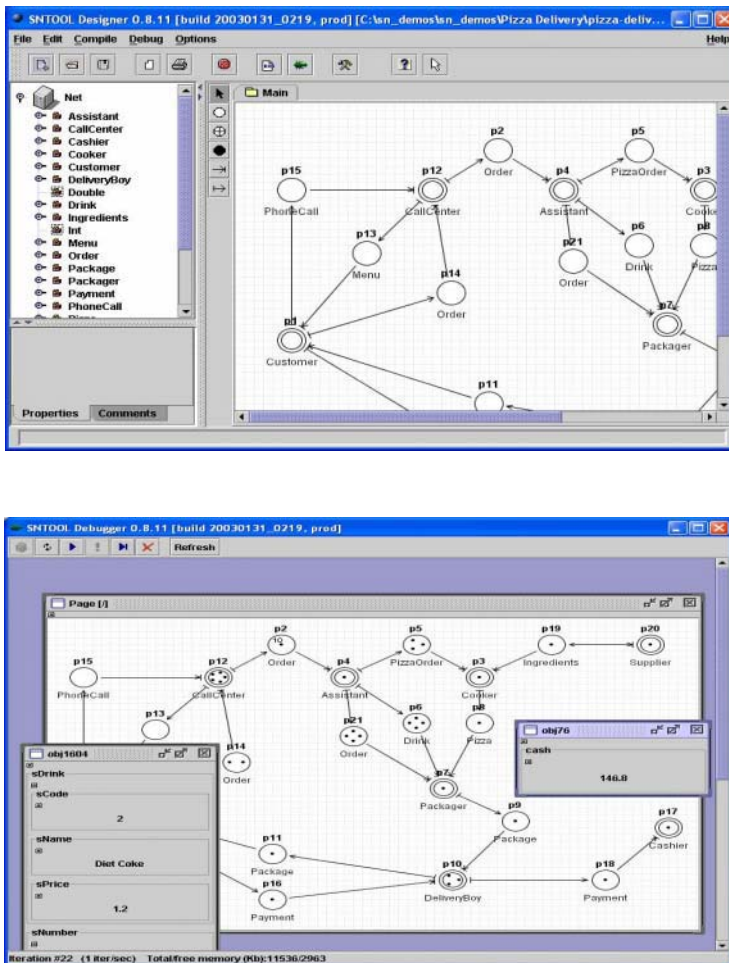 SNTOOL Designer 0.8.11 [build 20030131_0219, prod] [C:\sn_demos\sn_demos\Pizza Delivery\pizza-deliv...
File Edit Compile Debug Options Help
Net
Assistant
CallCenter
Cashier
Cooker
Customer
DeliveryBoy
Double
Drink
Ingredients
Int
Menu
Order
Package
Packager
Payment
PhoneCall
Properties Comments
Main
p2
Order
p5
PizzaOrder
p15
PhoneCall
p12
CallCenter
p4
Assistant
p3
p13
Menu
p21
Order
p6
Drink
p8
Pizza
p14
Order
p7
Packager
p1
Customer
p11
SNTOOL Debugger 0.8.11 [build 20030131_0219, prod]
Refresh
Page [/]
p2
10
Order
p5
PizzaOrder
p19
Ingredients
p20
Supplier
p15
PhoneCall
p12
CallCenter
p4
Assistant
p3
Cooker
p13
p21
Order
p6
Drink
p8
Pizza
obj76
cash
146.8
obj1604
sDrink
sCode
2
sName
Diet Coke
sPrice
1.2
sNumber
p14
Order
p7
Packager
p9
Package
p17
Cashier
p11
Package
p10
DeliveryBoy
p18
Payment
p16
Payment
Iteration #22 (1 iter/sec) Total/free memory (Kb):11536/2963